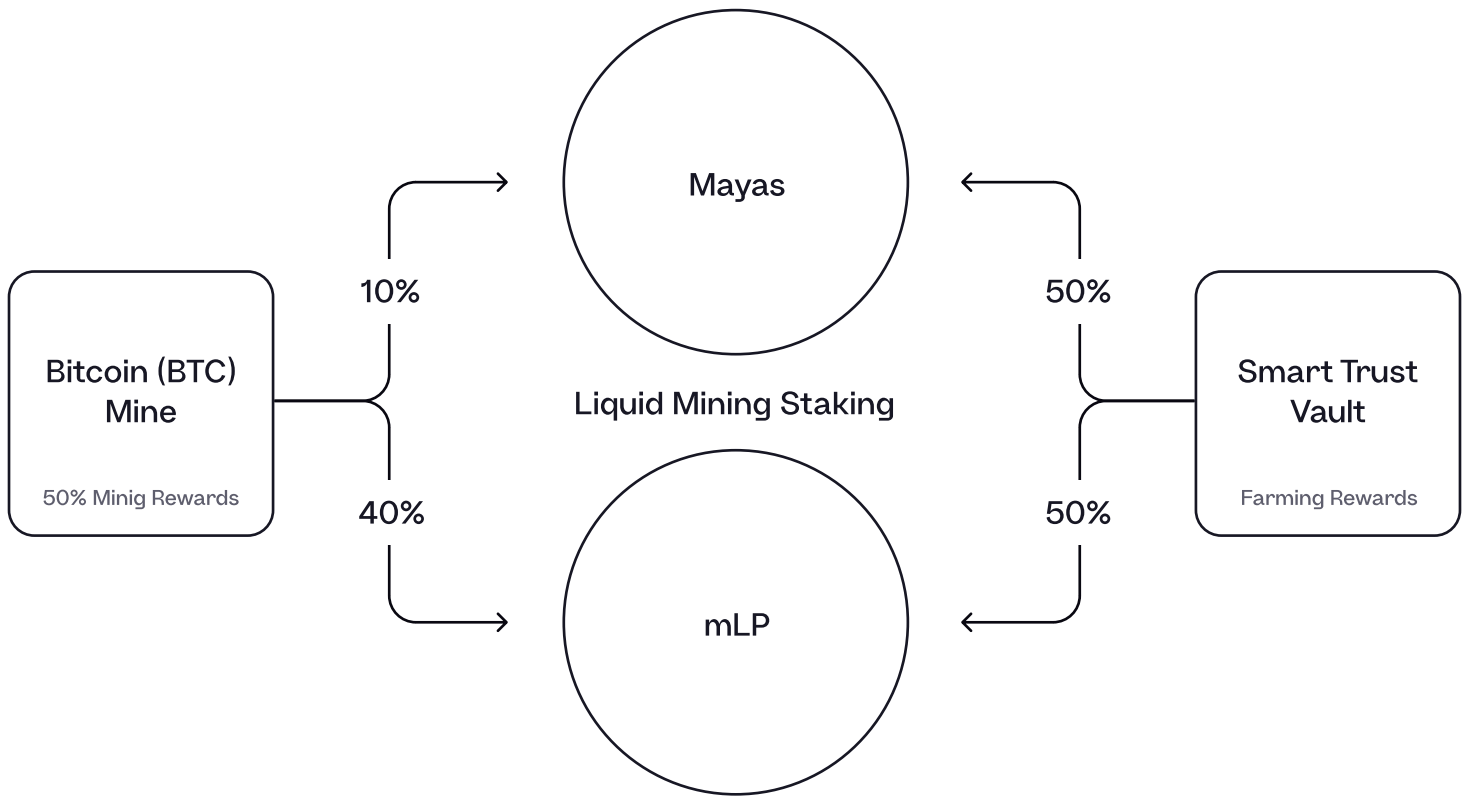 Mayas
10%
50%
Bitcoin (BTC)
Mine
50% Minig Rewards
Liquid Mining Staking
Smart Trust
Vault
Farming Rewards
40%
50%
mLP